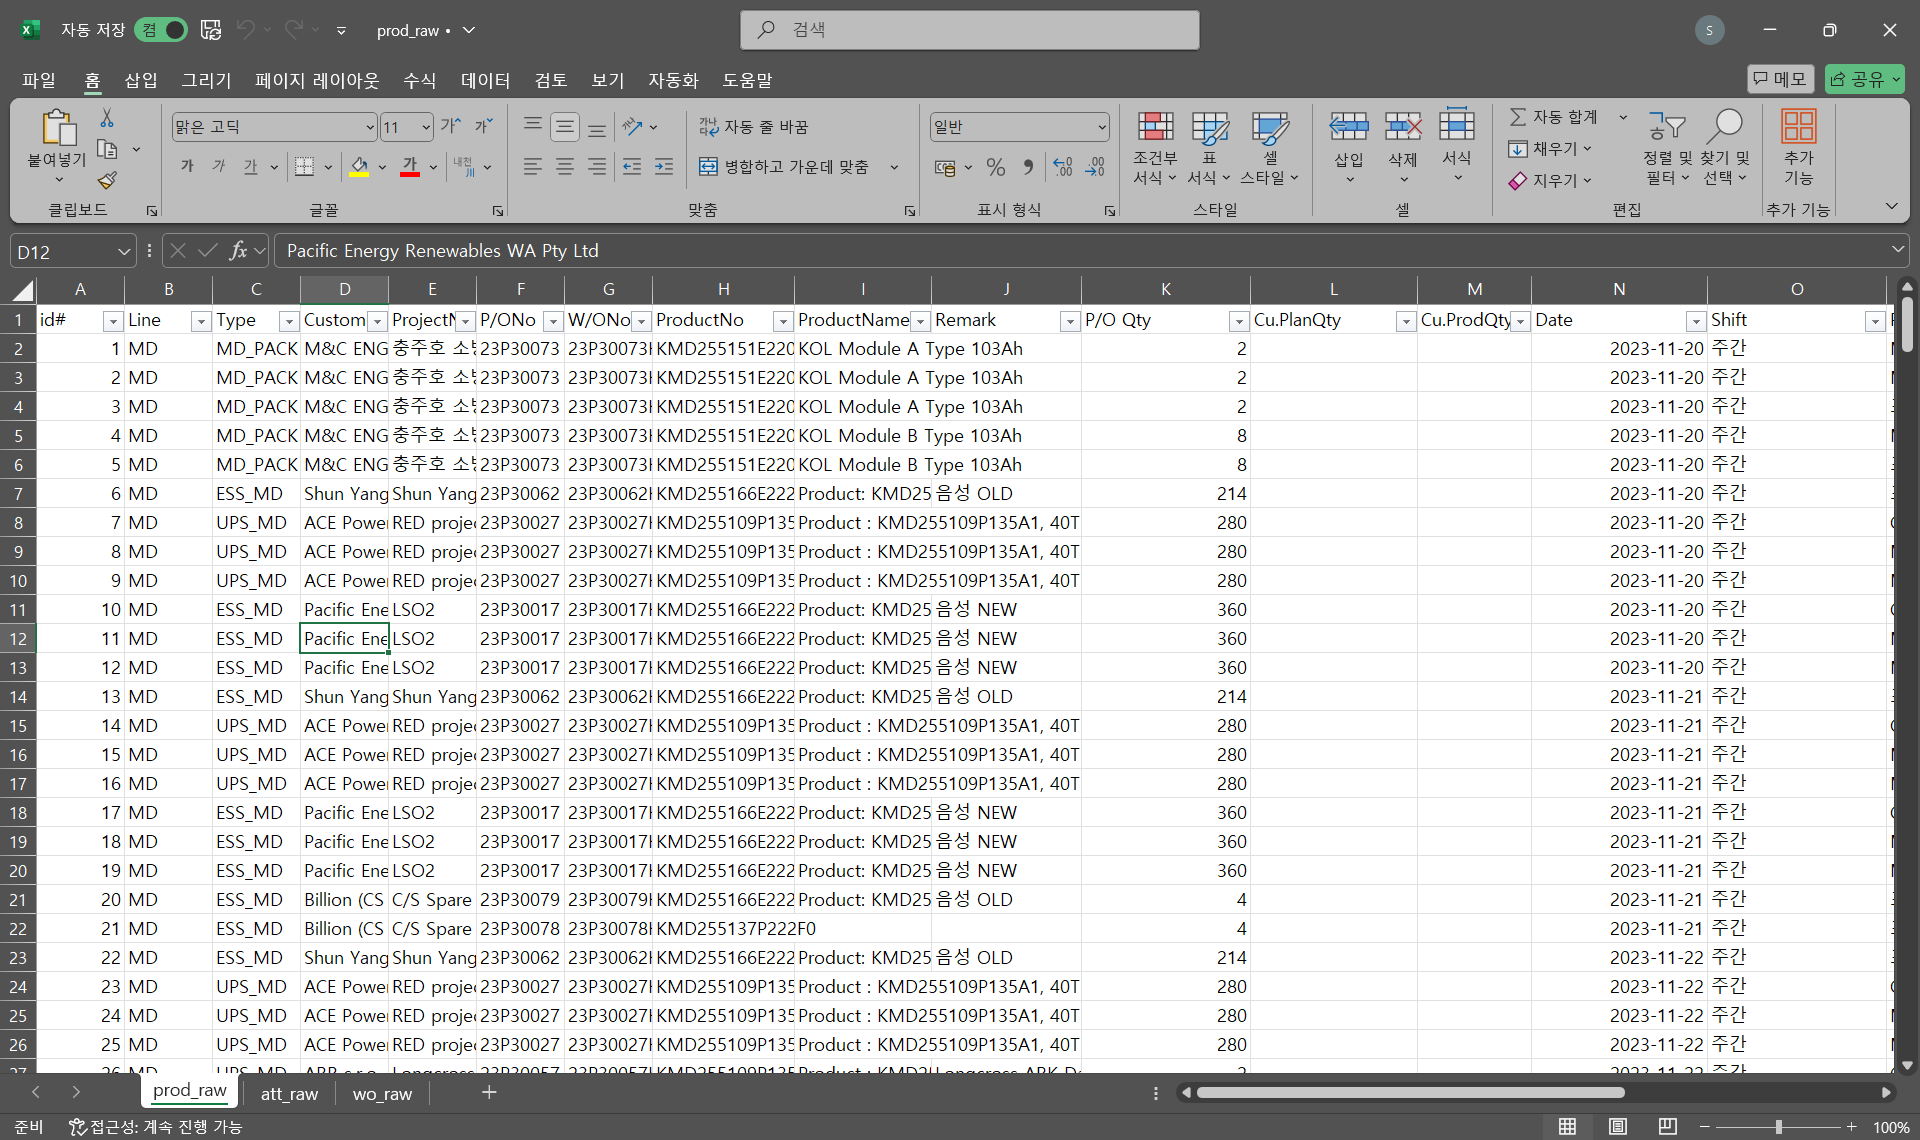 자동 저장 켬 prod_raw • 검색 S
파일 홈 삽입 그리기 페이지 레이아웃 수식 데이터 검토 보기 자동화 도움말 메모 공유
붙여넣기 맑은 고딕 11 가 가 자동 줄 바꿈 일반 조건부 서식 표 서식 셀 스타일 삽입 삭제 서식 자동 합계 채우기 지우기 정렬 및 필터 찾기 및 선택 추가 기능
가 가 가 가 내천 병합하고 가운데 맞춤 %
클립보드 글꼴 맞춤 표시 형식 스타일 셀 편집 추가 기능
D12 fx Pacific Energy Renewables WA Pty Ltd
A B C D E F G H I J K L M N O
1 id# Line Type Custom ProjectN P/ONo W/ONo ProductNo ProductName Remark P/O Qty Cu.PlanQty Cu.ProdQty Date Shift
2 1 MD MD_PACK M&C ENG 충주호 소 23P30073 23P30073 KMD255151E220 KOL Module A Type 103Ah 2 2023-11-20 주간
3 2 MD MD_PACK M&C ENG 충주호 소 23P30073 23P30073 KMD255151E220 KOL Module A Type 103Ah 2 2023-11-20 주간
4 3 MD MD_PACK M&C ENG 충주호 소 23P30073 23P30073 KMD255151E220 KOL Module A Type 103Ah 2 2023-11-20 주간
5 4 MD MD_PACK M&C ENG 충주호 소 23P30073 23P30073 KMD255151E220 KOL Module B Type 103Ah 8 2023-11-20 주간
6 5 MD MD_PACK M&C ENG 충주호 소 23P30073 23P30073 KMD255151E220 KOL Module B Type 103Ah 8 2023-11-20 주간
7 6 MD ESS_MD Shun Yang Shun Yang 23P30062 23P30062 KMD255166E222 Product: KMD25 음성 OLD 214 2023-11-20 주간
8 7 MD UPS_MD ACE Powe RED proje 23P30027 23P30027 KMD255109P135 Product : KMD255109P135A1, 40T 280 2023-11-20 주간
9 8 MD UPS_MD ACE Powe RED proje 23P30027 23P30027 KMD255109P135 Product : KMD255109P135A1, 40T 280 2023-11-20 주간
10 9 MD UPS_MD ACE Powe RED proje 23P30027 23P30027 KMD255109P135 Product : KMD255109P135A1, 40T 280 2023-11-20 주간
11 10 MD ESS_MD Pacific Ene LSO2 23P30017 23P30017 KMD255166E222 Product: KMD25 음성 NEW 360 2023-11-20 주간
12 11 MD ESS_MD Pacific Ene LSO2 23P30017 23P30017 KMD255166E222 Product: KMD25 음성 NEW 360 2023-11-20 주간
13 12 MD ESS_MD Pacific Ene LSO2 23P30017 23P30017 KMD255166E222 Product: KMD25 음성 NEW 360 2023-11-20 주간
14 13 MD ESS_MD Shun Yang Shun Yang 23P30062 23P30062 KMD255166E222 Product: KMD25 음성 OLD 214 2023-11-21 주간
15 14 MD UPS_MD ACE Powe RED proje 23P30027 23P30027 KMD255109P135 Product : KMD255109P135A1, 40T 280 2023-11-21 주간
16 15 MD UPS_MD ACE Powe RED proje 23P30027 23P30027 KMD255109P135 Product : KMD255109P135A1, 40T 280 2023-11-21 주간
17 16 MD UPS_MD ACE Powe RED proje 23P30027 23P30027 KMD255109P135 Product : KMD255109P135A1, 40T 280 2023-11-21 주간
18 17 MD ESS_MD Pacific Ene LSO2 23P30017 23P30017 KMD255166E222 Product: KMD25 음성 NEW 360 2023-11-21 주간
19 18 MD ESS_MD Pacific Ene LSO2 23P30017 23P30017 KMD255166E222 Product: KMD25 음성 NEW 360 2023-11-21 주간
20 19 MD ESS_MD Pacific Ene LSO2 23P30017 23P30017 KMD255166E222 Product: KMD25 음성 NEW 360 2023-11-21 주간
21 20 MD ESS_MD Billion (CS C/S Spare 23P30079 23P30079 KMD255166E222 Product: KMD25 음성 OLD 4 2023-11-21 주간
22 21 MD ESS_MD Billion (CS C/S Spare 23P30078 23P30078 KMD255137P222F0 4 2023-11-21 주간
23 22 MD ESS_MD Shun Yang Shun Yang 23P30062 23P30062 KMD255166E222 Product: KMD25 음성 OLD 214 2023-11-22 주간
24 23 MD UPS_MD ACE Powe RED proje 23P30027 23P30027 KMD255109P135 Product : KMD255109P135A1, 40T 280 2023-11-22 주간
25 24 MD UPS_MD ACE Powe RED proje 23P30027 23P30027 KMD255109P135 Product : KMD255109P135A1, 40T 280 2023-11-22 주간
26 25 MD UPS_MD ACE Powe RED proje 23P30027 23P30027 KMD255109P135 Product : KMD255109P135A1, 40T 280 2023-11-22 주간
prod_raw att_raw wo_raw
준비 접근성: 계속 진행 가능 100%